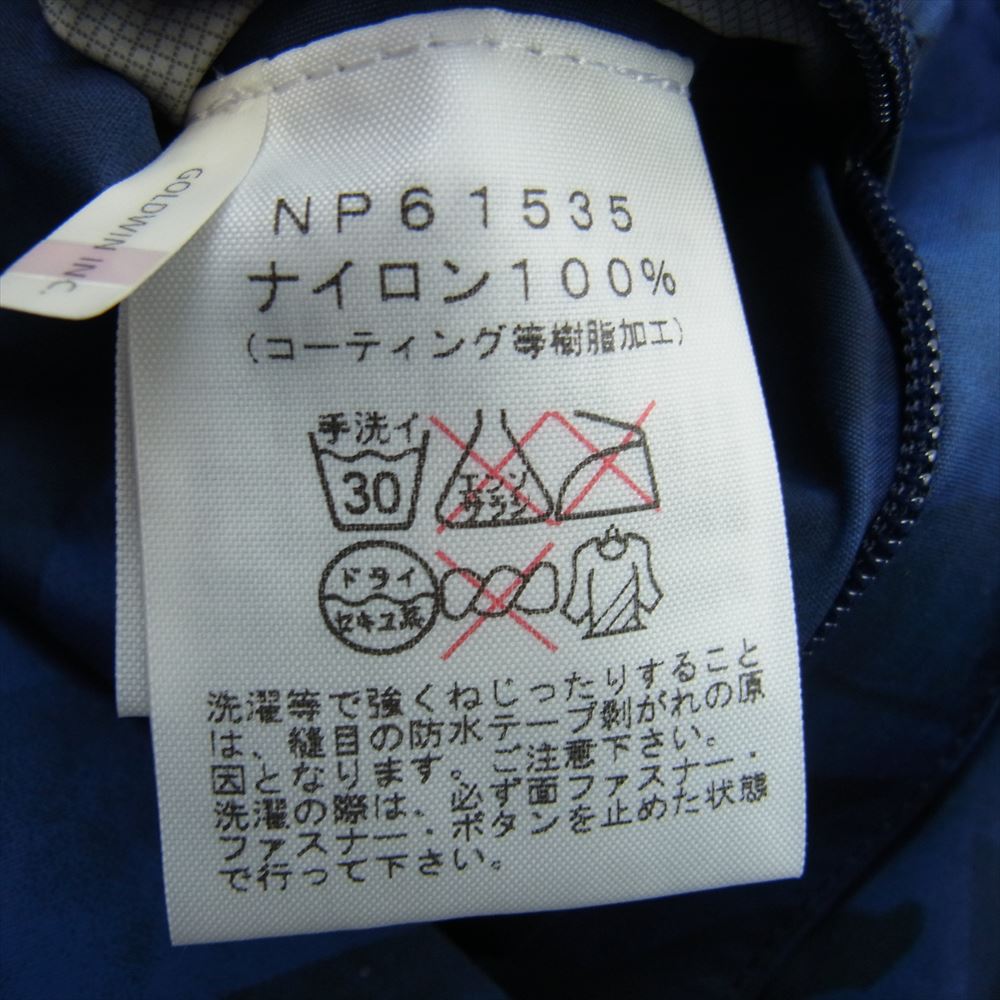 GOLDWIN INC.
NP61535
ナイロン100%
(コーティング等樹脂加工)
手洗イ
30
エンソ
サラシ
ドライ
セキユ系
洗濯等で強くねじったりすること
は、縫目の防水テープ剥がれの原
因となります。ご注意下さい。
洗濯の際は、必ず面ファスナー・
ファスナー・ボタンを止めた状態
で行って下さい。